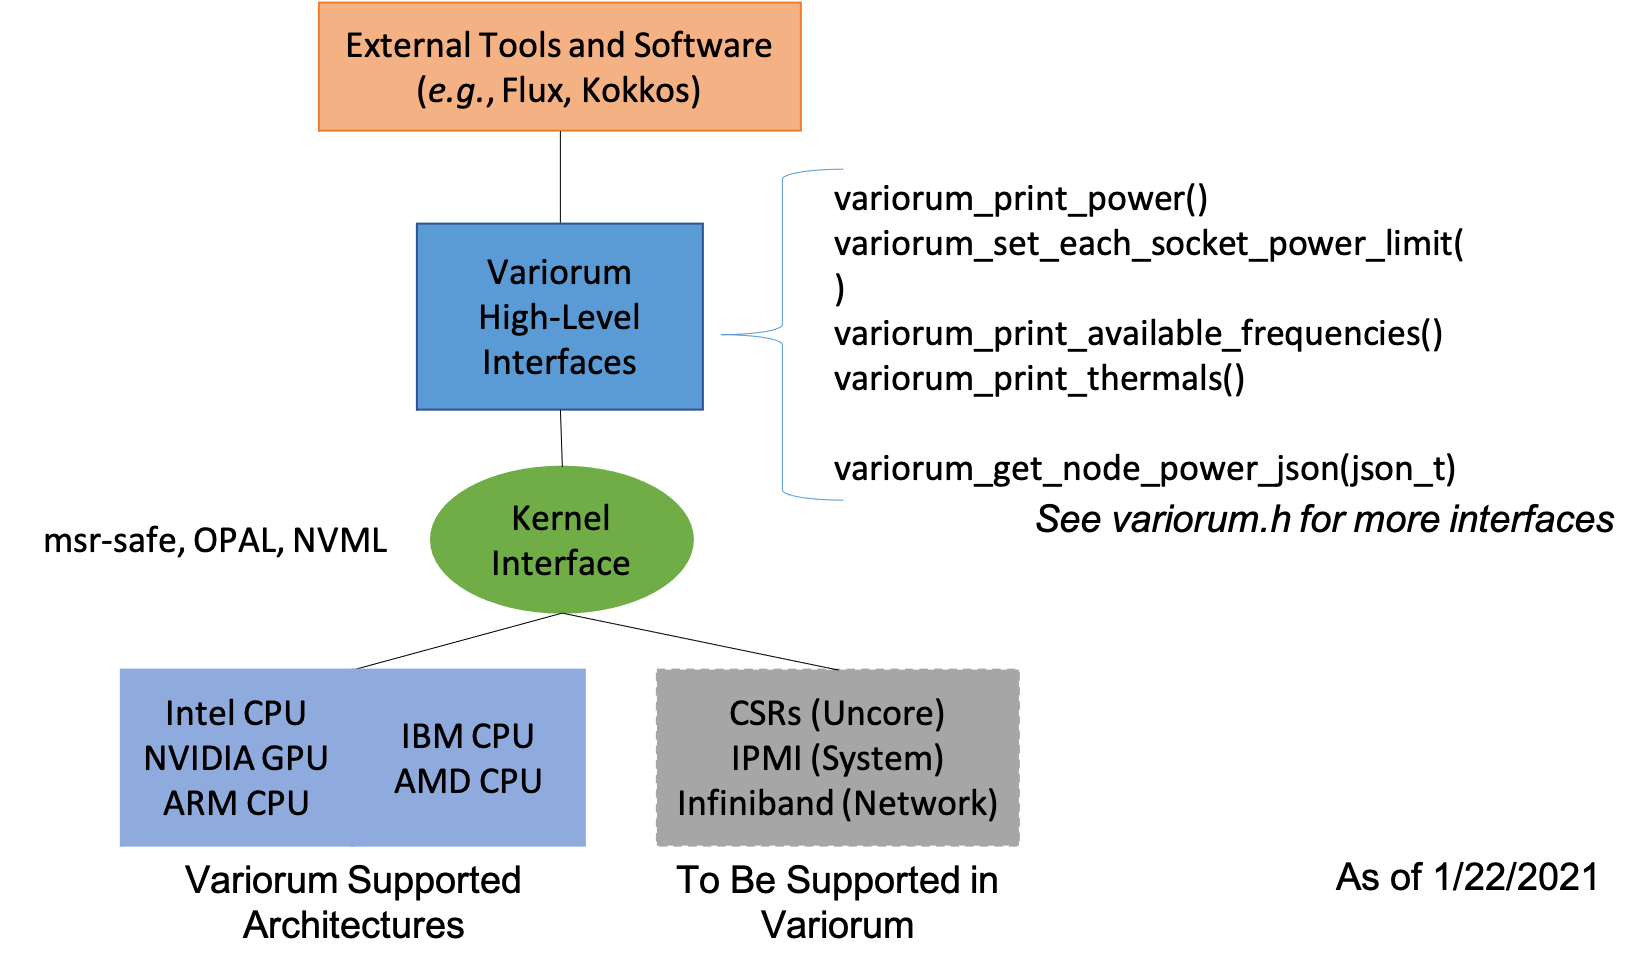 External Tools and Software
(e.g., Flux, Kokkos)
Variorum
High-Level
Interfaces
variorum_print_power()
variorum_set_each_socket_power_limit(
)
variorum_print_available_frequencies()
variorum_print_thermals()
variorum_get_node_power_json(json_t)
See variorum.h for more interfaces
msr-safe, OPAL, NVML
Kernel
Interface
Intel CPU
NVIDIA GPU
ARM CPU
IBM CPU
AMD CPU
CSRs (Uncore)
IPMI (System)
Infiniband (Network)
Variorum Supported
Architectures
To Be Supported in
Variorum
As of 1/22/2021